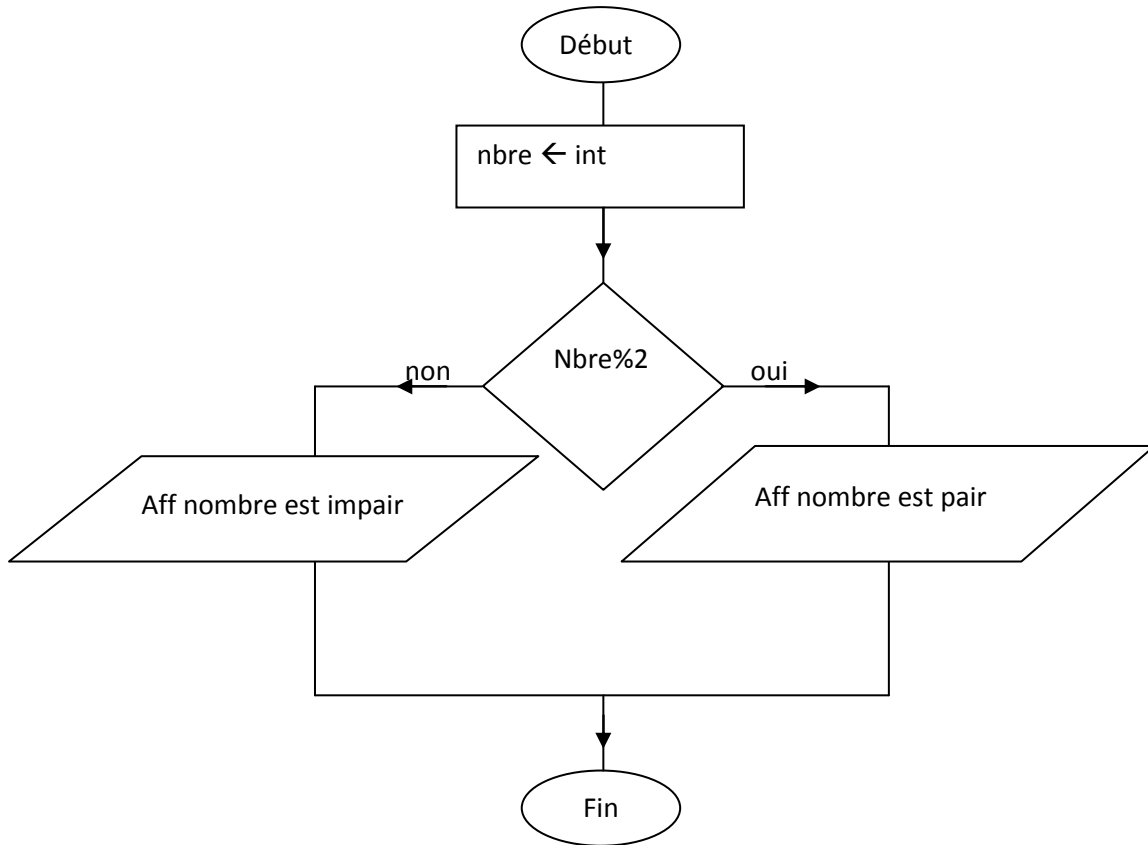 Début
nbre ← int
Nbre%2
non
oui
Aff nombre est impair
Aff nombre est pair
Fin